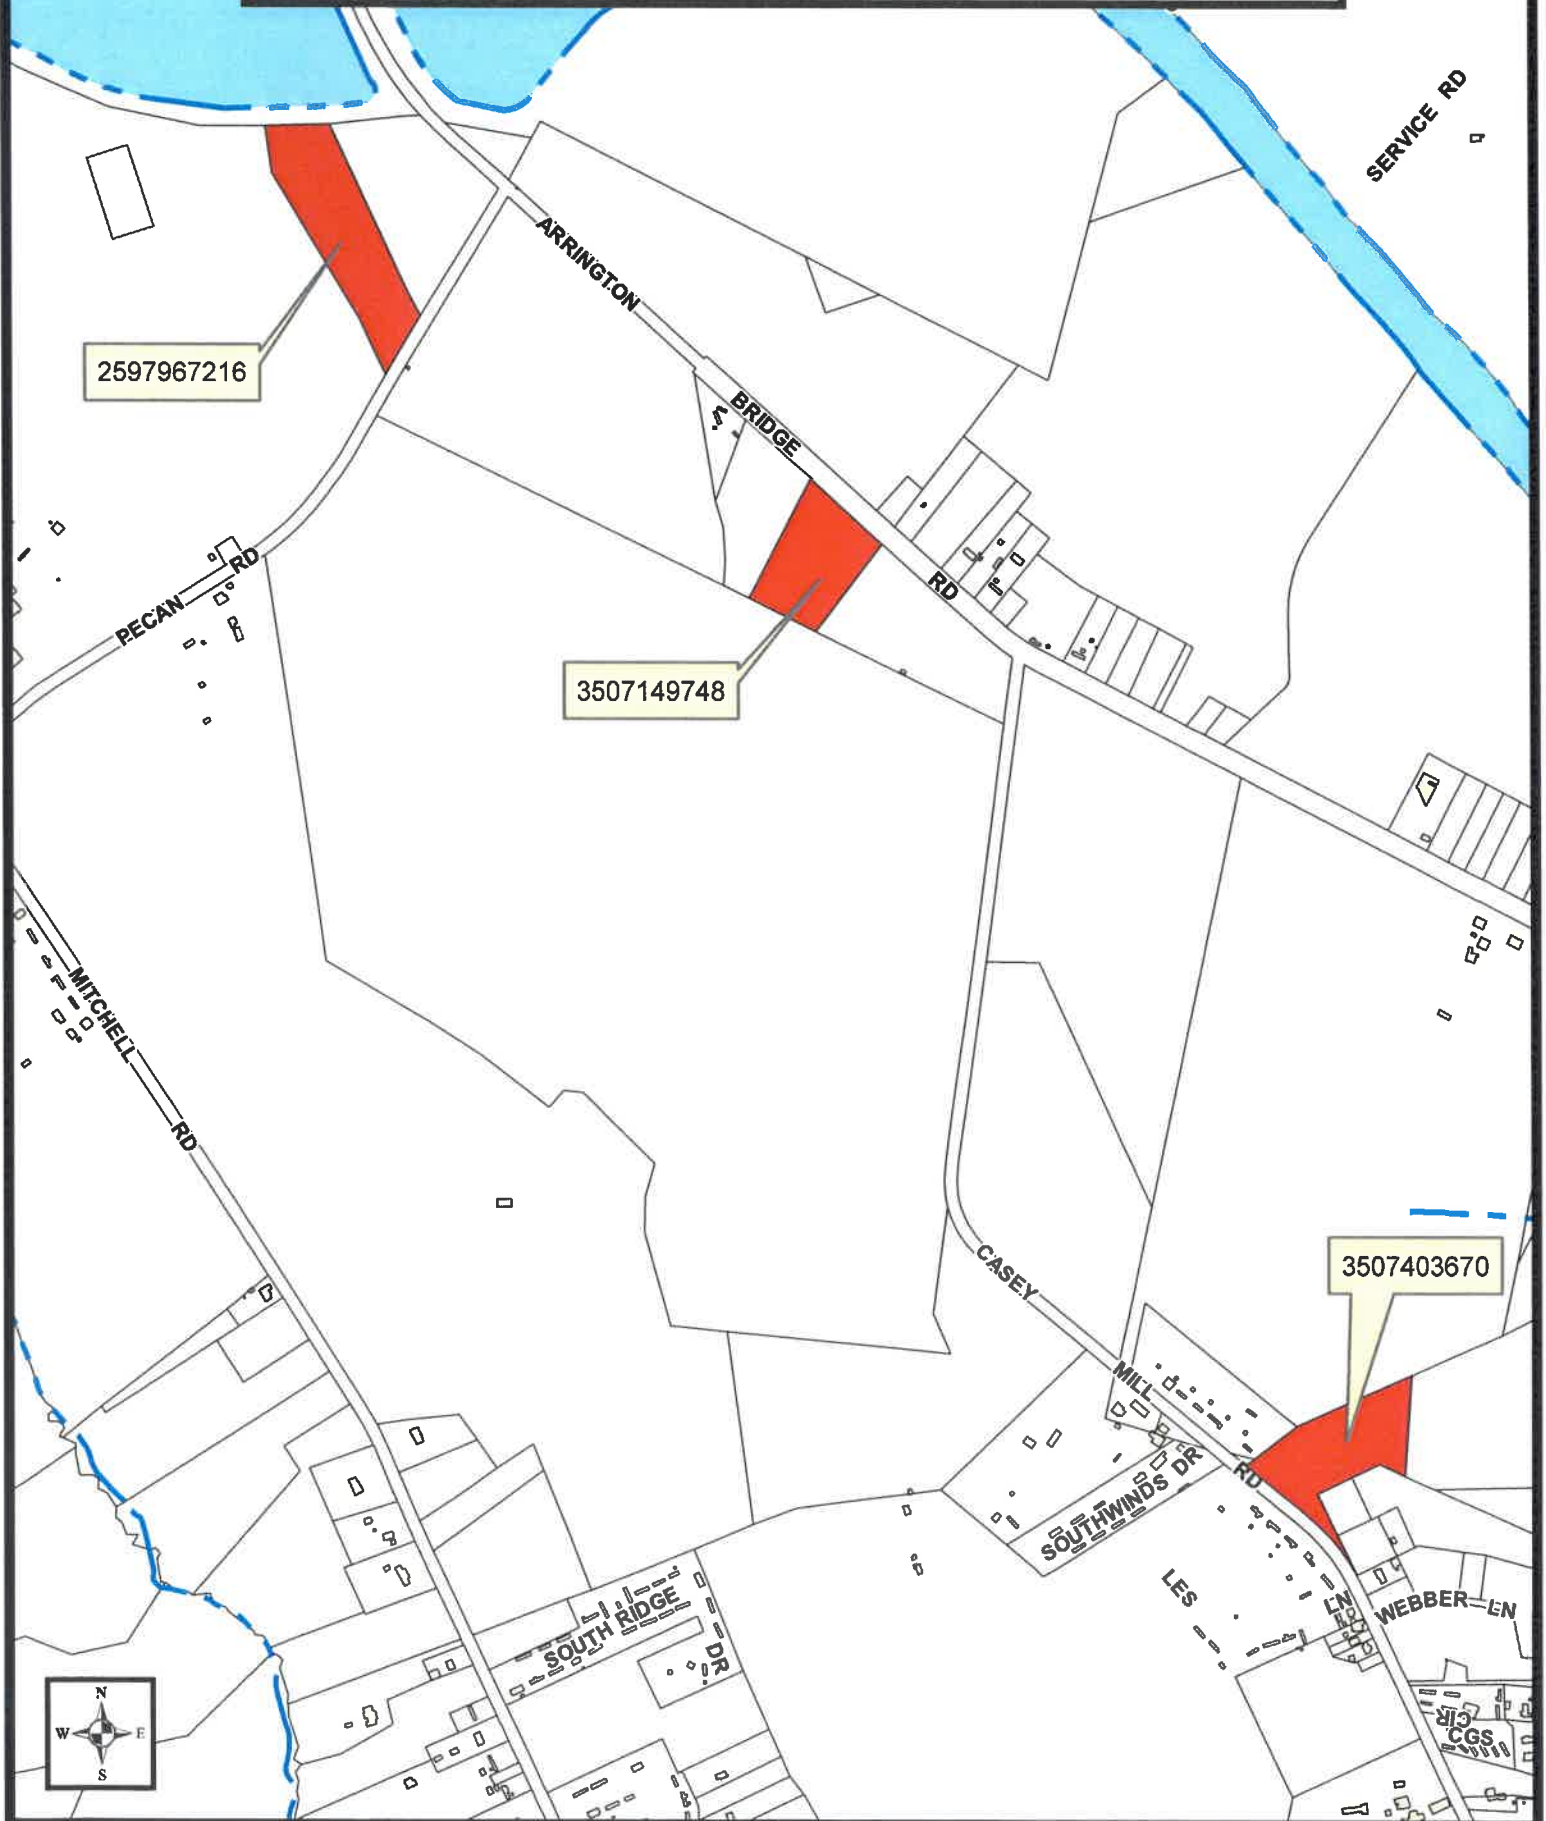 SERVICE RD
ARRINGTON
2597967216
BRIDGE
RD
PECAN
RD
3507149748
MITCHELL
RD
CASEY
3507403670
MILL
RD
SOUTHWINDS DR
LES
LN
WEBBER LN
SOUTH RIDGE
DR
N
W
E
S
CIR
CGS